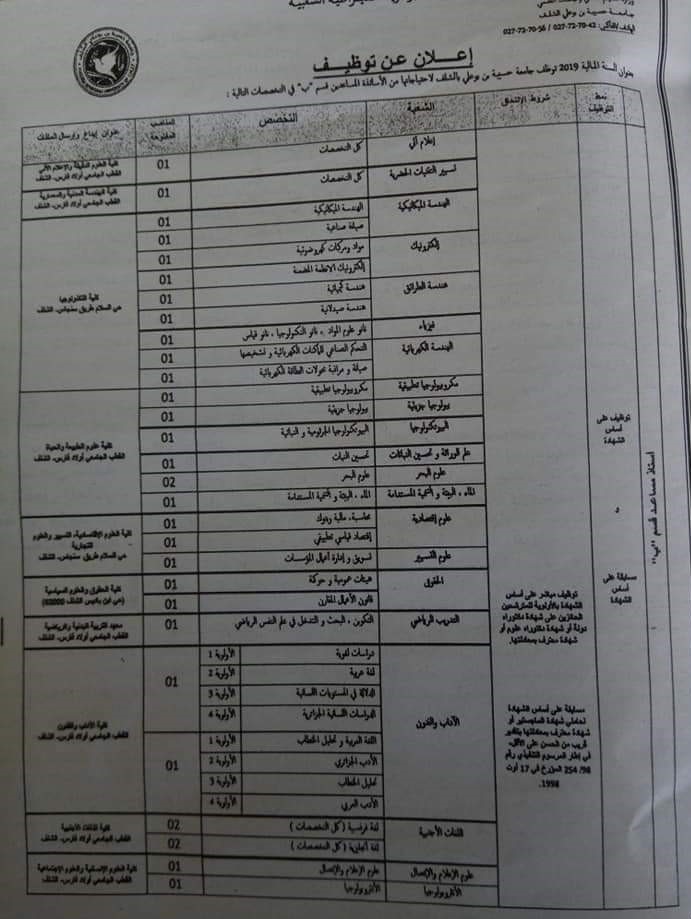 جامعة حسيبة بن بوعلي الشلف
الهاتف/الفاكس: 42-70-72-027 / 56-70-72-027
إعـلان عن توظيـف
بعنوان السنة المالية 2019 توظف جامعة حسيبة بن بوعلي بالشلف لاحتياجاتها من الأساتذة المساعدين قسم "ب" في التخصصات التالية :
نمط التوظيف
شروط الالتحاق
الشعبة
التخصص
المناصب المفتوحة
عنوان إيداع وإرسال الملفات
أستاذ مساعد قسم "ب"
توظيف على
أساس
الشهادة
مسابقة على
أساس
الشهادة
توظيف مباشر على أساس
الشهادة بالأولوية للمترشحين
الحائزين على شهادة دكتوراه
دولة أو شهادة دكتوراه علوم أو
شهادة معترف بمعادلتها.
مسابقة على أساس الشهادة
لحاملي شهادة الماجستير أو
شهادة معترف بمعادلتها بتقدير
قريب من الحسن على الأقل،
في إطار المرسوم التنفيذي رقم
98/ 254 المؤرخ في 17 أوت
1998.
إعلام آلي
كل التخصصات
01
كلية العلوم الدقيقة والإعلام الآلي
القطب الجامعي أولاد فارس، الشلف
تسيير التقنيات الحضرية
كل التخصصات
01
كلية الهندسة المدنية والمعمارية
القطب الجامعي أولاد فارس، الشلف
الهندسة الميكانيكية
الهندسة الميكانيكية
01
صيانة صناعية
01
إلكترونيك
مواد ومركبات كهروضوئية
01
إلكترونيك الأنظمة المضمنة
01
هندسة الطرائق
هندسة كيميائية
01
هندسة صيدلانية
01
فيزياء
نانو علوم المواد ، نانو التكنولوجيا ، نانو قياس
01
الهندسة الكهربائية
التحكم الصناعي للماكنات الكهربائية و تشخيصها
01
صيانة و مراقبة محولات الطاقة الكهربائية
01
كلية التكنولوجيا
حي السلام طريق سنجاس، الشلف
مكروبيولوجيا تطبيقية
مكروبيولوجيا تطبيقية
01
بيولوجيا جزيئية
بيولوجيا جزيئية
01
البيوتكنولوجيا
البيوتكنولوجيا الجرثومية و النباتية
01
علم الوراثة و تحسين النباتات
تحسين النبات
01
علوم البحر
علوم البحر
02
الماء ، البيئة و التنمية المستدامة
الماء ، البيئة و التنمية المستدامة
01
كلية علوم الطبيعة والحياة
القطب الجامعي أولاد فارس، الشلف
علوم إقتصادية
محاسبة، مالية وبنوك
01
إقتصاد قياسي تطبيقي
01
علوم التسيير
تسويق و إدارة أعمال المؤسسات
01
كلية العلوم الإقتصادية، التسيير والعلوم
التجارية
حي السلام طريق سنجاس، الشلف
الحقوق
هيئات عمومية و حوكمة
01
قانون الأعمال المقارن
01
كلية الحقوق والعلوم السياسية
(حي ابن باديس الشلف 02000)
التدريب الرياضي
التكوين ، البحث و التدخل في علم النفس الرياضي
01
معهد التربية البدنية والرياضية
القطب الجامعي أولاد فارس، الشلف
الآداب والفنون
دراسات لغوية
الأولوية 1
لغة عربية
الأولوية 2
الدلالة في المستويات اللسانية
الأولوية 3
الدراسات اللسانية الجزائرية
الأولوية 4
01
اللغة العربية و تحليل الخطاب
الأولوية 1
الأدب الجزائري
الأولوية 2
تحليل الخطاب
الأولوية 3
الأدب العربي
الأولوية 4
01
كلية الآداب والفنون
القطب الجامعي أولاد فارس، الشلف
اللغات الأجنبية
لغة فرنسية ( كل التخصصات )
02
لغة أنجليزية ( كل التخصصات )
02
كلية اللغات الأجنبية
القطب الجامعي أولاد فارس، الشلف
علوم الإعلام والإتصال
علوم الإعلام والإتصال
01
الأنثروبولوجيا
الأنثروبولوجيا
01
كلية العلوم الإنسانية والعلوم الإجتماعية
القطب الجامعي أولاد فارس، الشلف